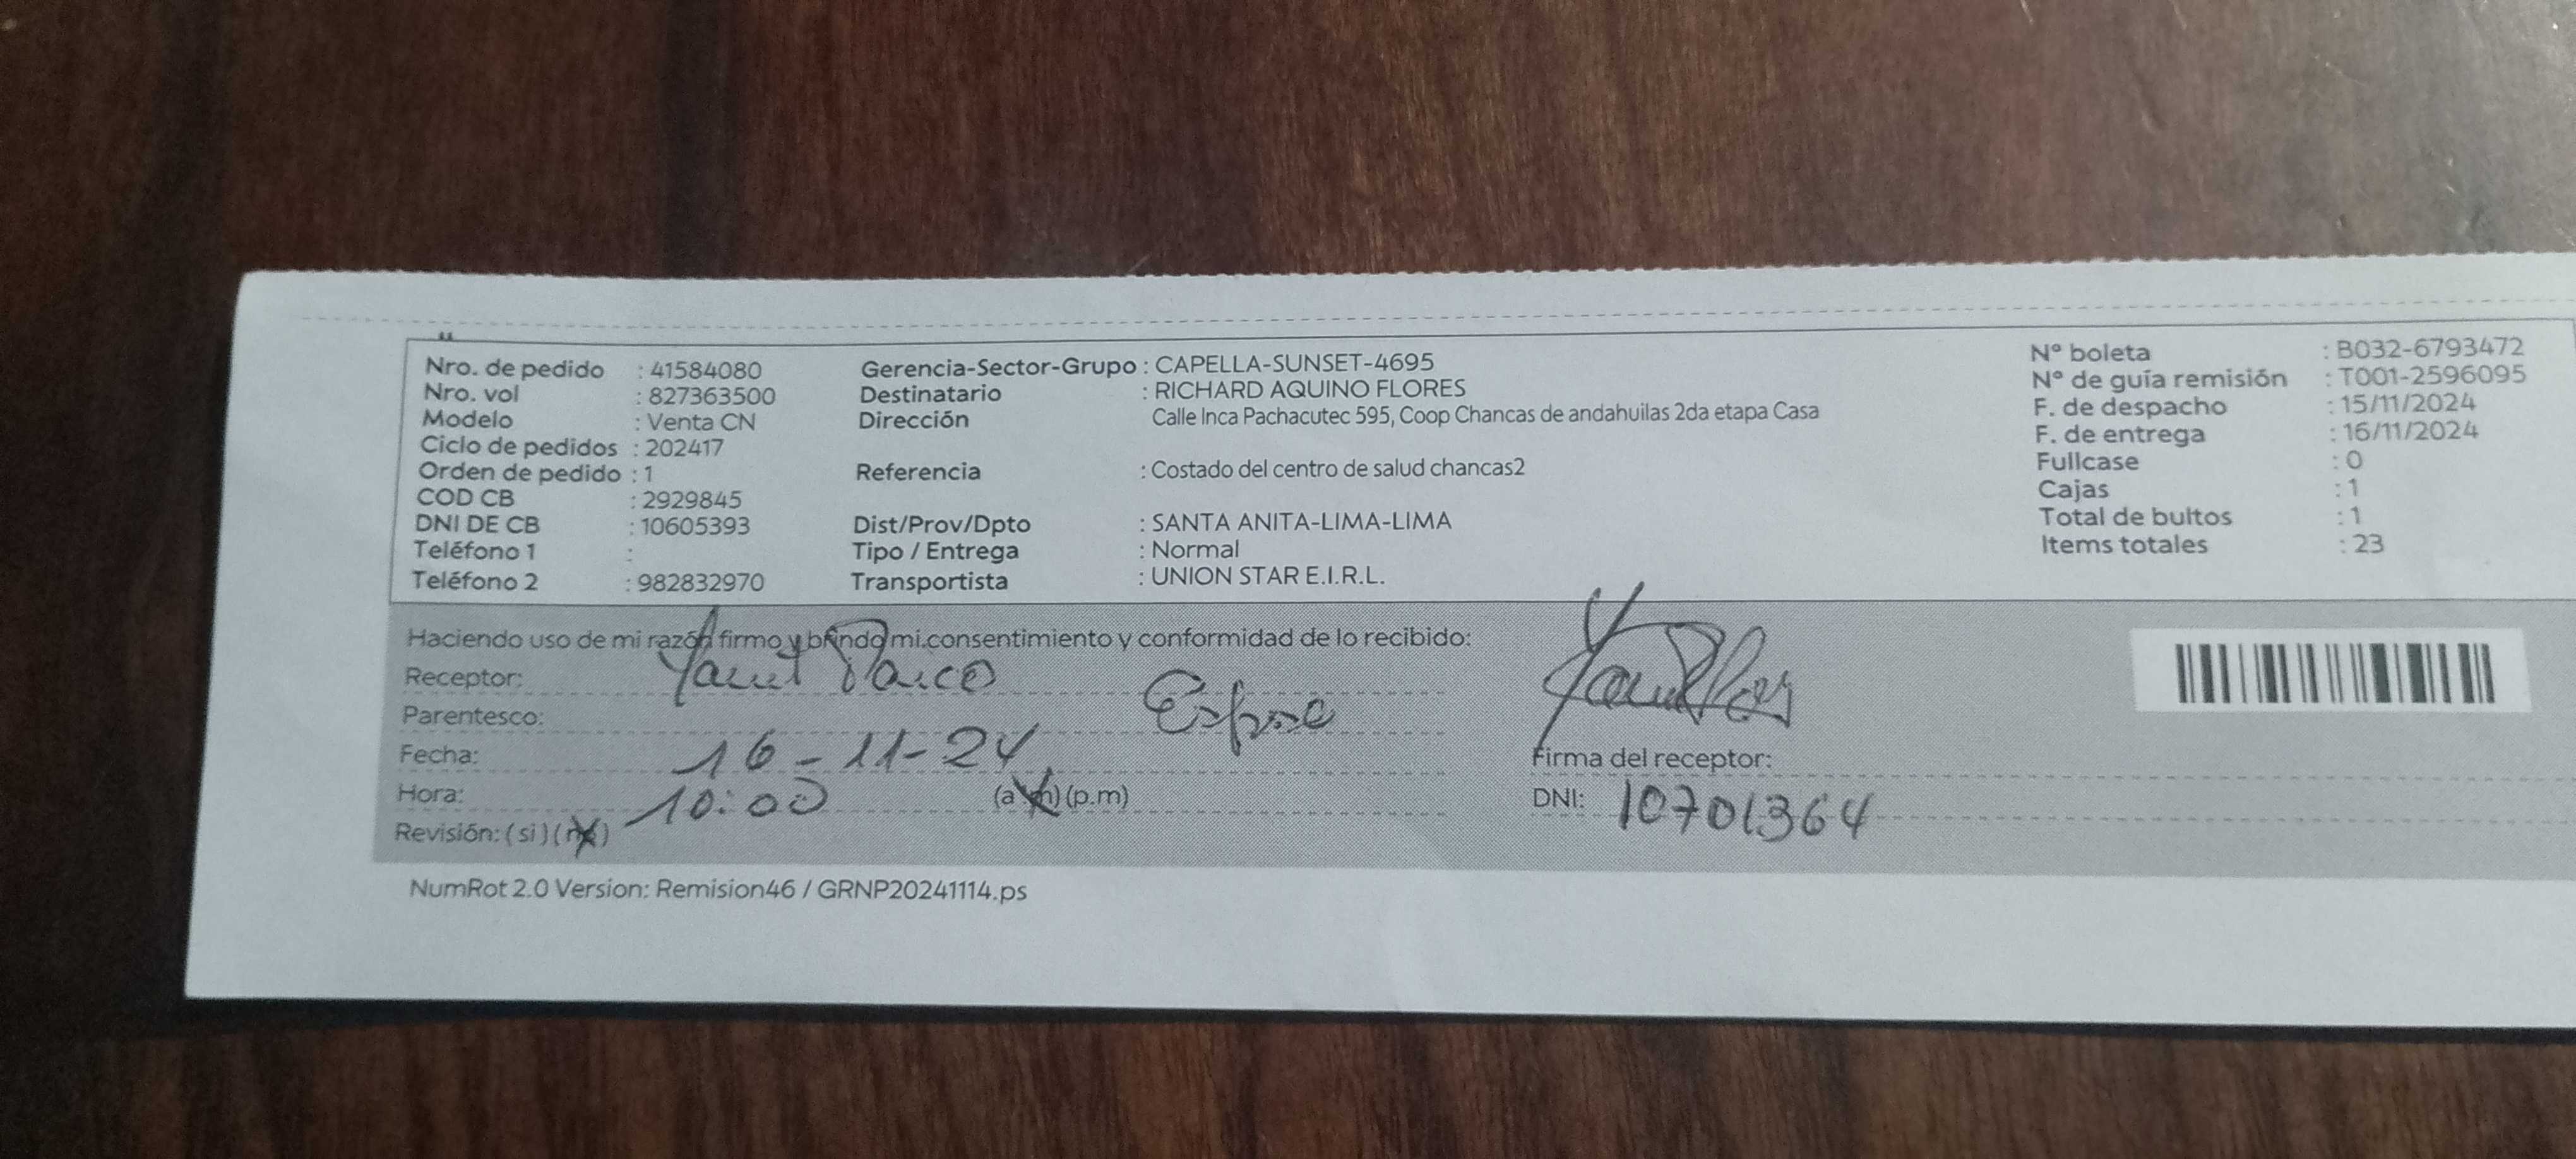 Nro. de pedido : 41584080
Nro. vol : 827363500
Modelo : Venta CN
Ciclo de pedidos : 202417
Orden de pedido : 1
COD CB : 2929845
DNI DE CB : 10605393
Teléfono 1 :
Teléfono 2 : 982832970
Gerencia-Sector-Grupo : CAPELLA-SUNSET-4695
Destinatario : RICHARD AQUINO FLORES
Dirección Calle Inca Pachacutec 595, Coop Chancas de andahuilas 2da etapa Casa
Referencia : Costado del centro de salud chancas2
Dist/Prov/Dpto : SANTA ANITA-LIMA-LIMA
Tipo / Entrega : Normal
Transportista : UNION STAR E.I.R.L.
N° boleta : B032-6793472
N° de guía remisión : T001-2596095
F. de despacho : 15/11/2024
F. de entrega : 16/11/2024
Fullcase : 0
Cajas : 1
Total de bultos : 1
Items totales : 23
Haciendo uso de mi razón firmo y brindo mi consentimiento y conformidad de lo recibido:
Receptor:
Parentesco:
Fecha: 16-11-24
Hora: 10:00 (a.m) (p.m)
Revisión: (si) (no)
Firma del receptor:
DNI: 10701364
NumRot 2.0 Version: Remision46 / GRNP20241114.ps